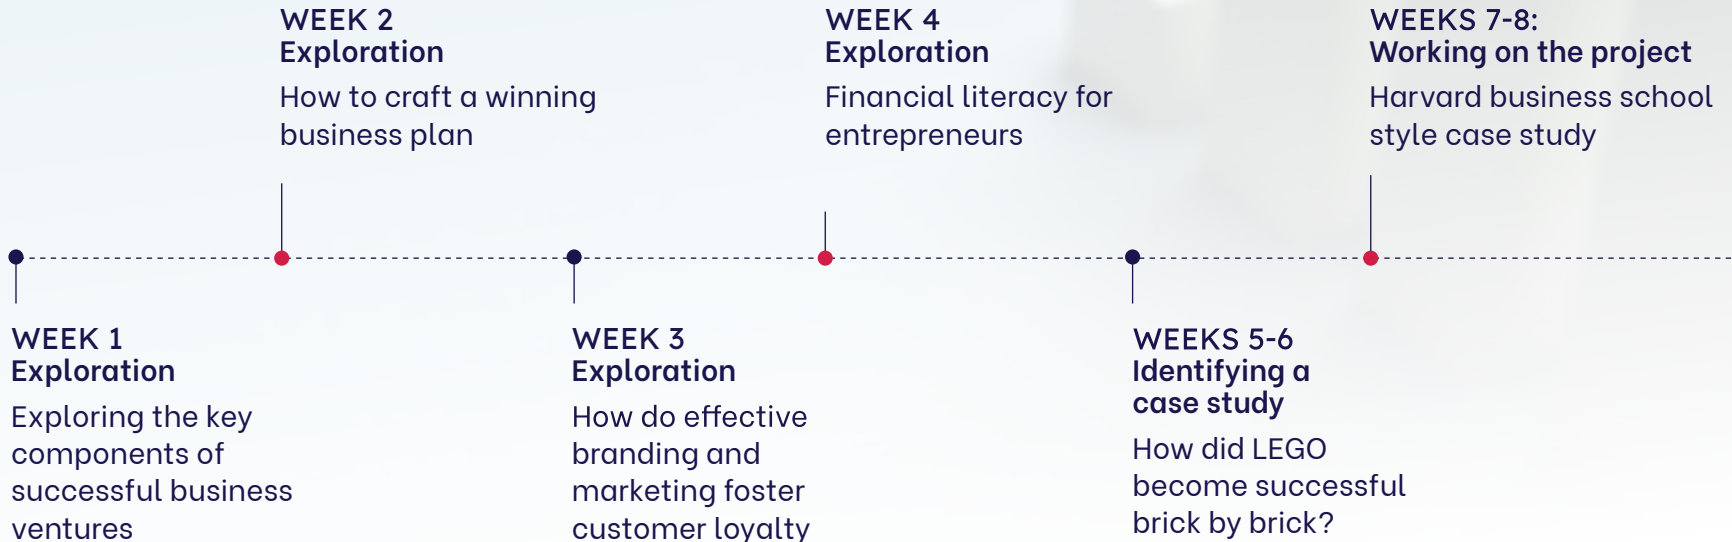 WEEK 2
Exploration
How to craft a winning
business plan
WEEK 4
Exploration
Financial literacy for
entrepreneurs
WEEKS 7-8:
Working on the project
Harvard business school
style case study
WEEK 1
Exploration
Exploring the key
components of
successful business
ventures
WEEK 3
Exploration
How do effective
branding and
marketing foster
customer loyalty
WEEKS 5-6
Identifying a
case study
How did LEGO
become successful
brick by brick?